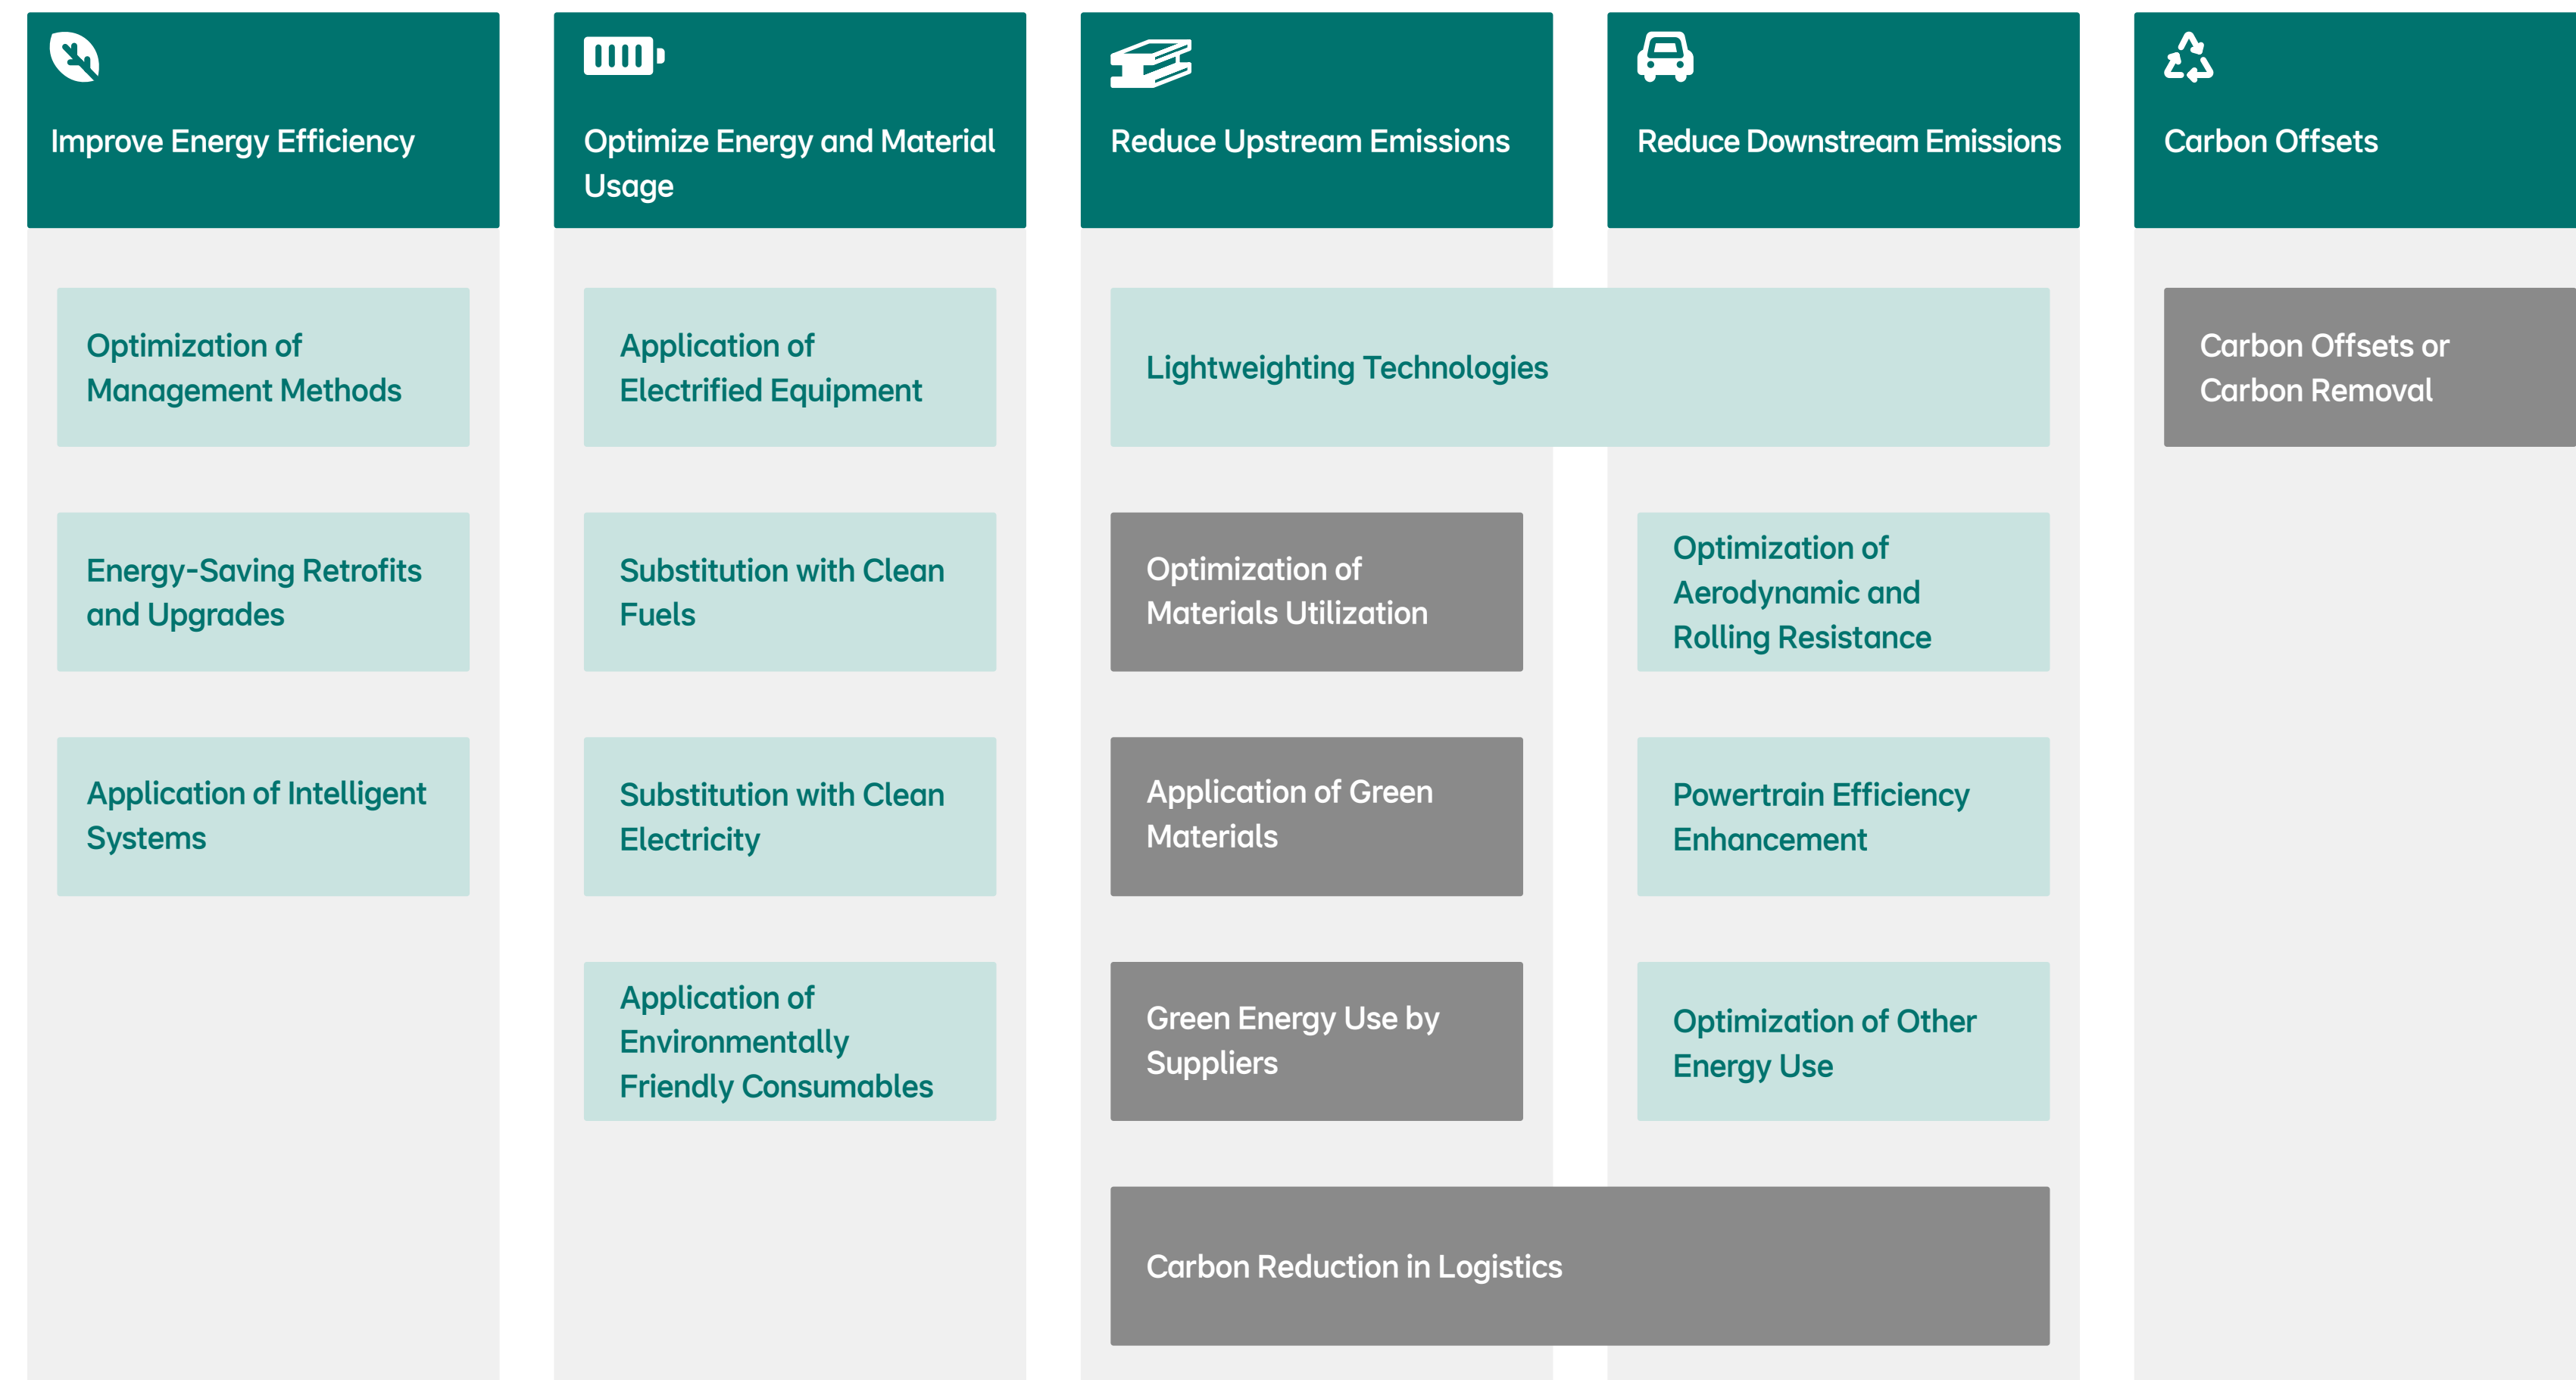 Improve Energy Efficiency
Optimization of
Management Methods
Energy-Saving Retrofits
and Upgrades
Application of Intelligent
Systems
Optimize Energy and Material
Usage
Application of
Electrified Equipment
Substitution with Clean
Fuels
Substitution with Clean
Electricity
Application of
Environmentally
Friendly Consumables
Reduce Upstream Emissions
Lightweighting Technologies
Optimization of
Materials Utilization
Application of Green
Materials
Green Energy Use by
Suppliers
Carbon Reduction in Logistics
Reduce Downstream Emissions
Optimization of
Aerodynamic and
Rolling Resistance
Powertrain Efficiency
Enhancement
Optimization of Other
Energy Use
Carbon Offsets
Carbon Offsets or
Carbon Removal